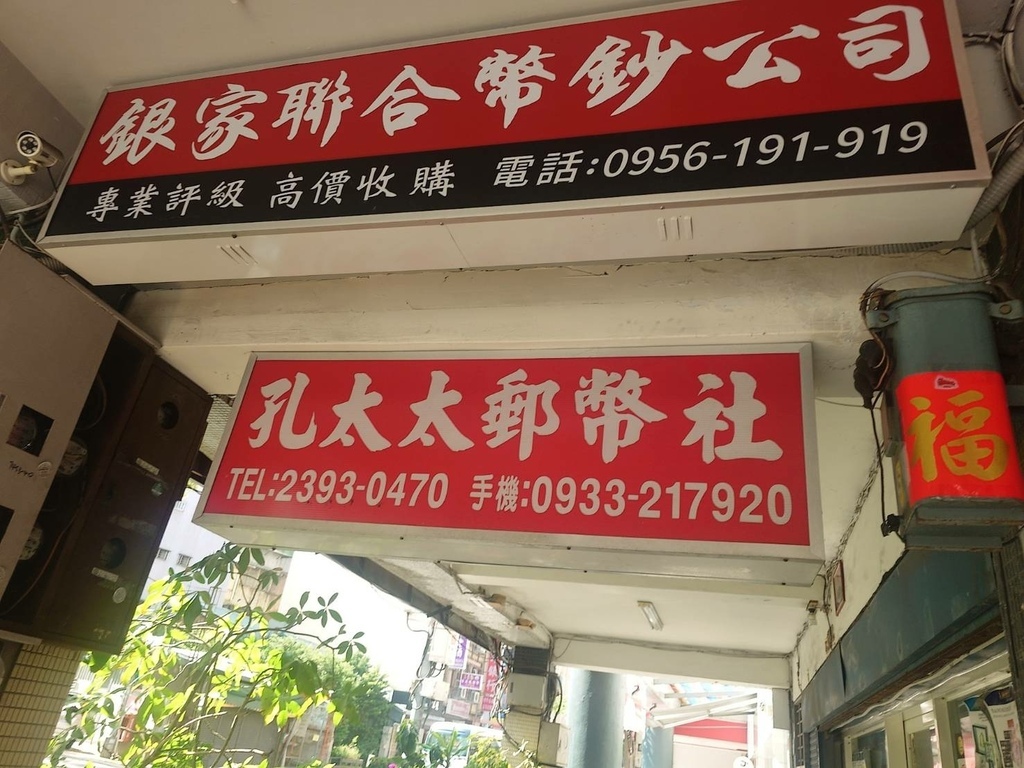 銀家聯合幣鈔公司
專業評級 高價收購 電話:0956-191-919
孔太太郵幣社
TEL:2393-0470 手機:0933-217920
福